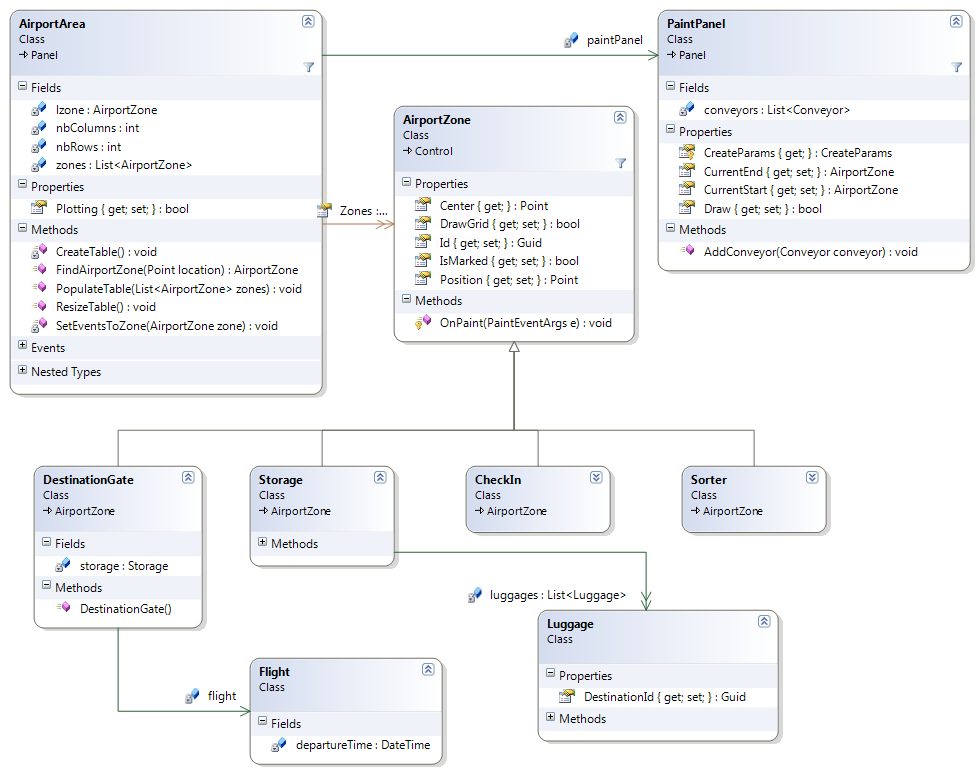 AirportArea
Class
Panel
Fields
lzone : AirportZone
nbColumns : int
nbRows : int
zones : List<AirportZone>
Properties
Plotting { get; set; } : bool
Methods
CreateTable() : void
FindAirportZone(Point location) : AirportZone
PopulateTable(List<AirportZone> zones) : void
ResizeTable() : void
SetEventsToZone(AirportZone zone) : void
Events
Nested Types
paintPanel
PaintPanel
Class
Panel
Fields
conveyors : List<Conveyor>
Properties
CreateParams { get; } : CreateParams
CurrentEnd { get; set; } : AirportZone
CurrentStart { get; set; } : AirportZone
Draw { get; set; } : bool
Methods
AddConveyor(Conveyor conveyor) : void
Zones :...
AirportZone
Class
Control
Properties
Center { get; } : Point
DrawGrid { get; set; } : bool
Id { get; set; } : Guid
IsMarked { get; set; } : bool
Position { get; set; } : Point
Methods
OnPaint(PaintEventArgs e) : void
DestinationGate
Class
AirportZone
Fields
storage : Storage
Methods
DestinationGate()
Storage
Class
AirportZone
Methods
CheckIn
Class
AirportZone
Sorter
Class
AirportZone
luggages : List<Luggage>
Luggage
Class
Properties
DestinationId { get; set; } : Guid
Methods
flight
Flight
Class
Fields
departureTime : DateTime